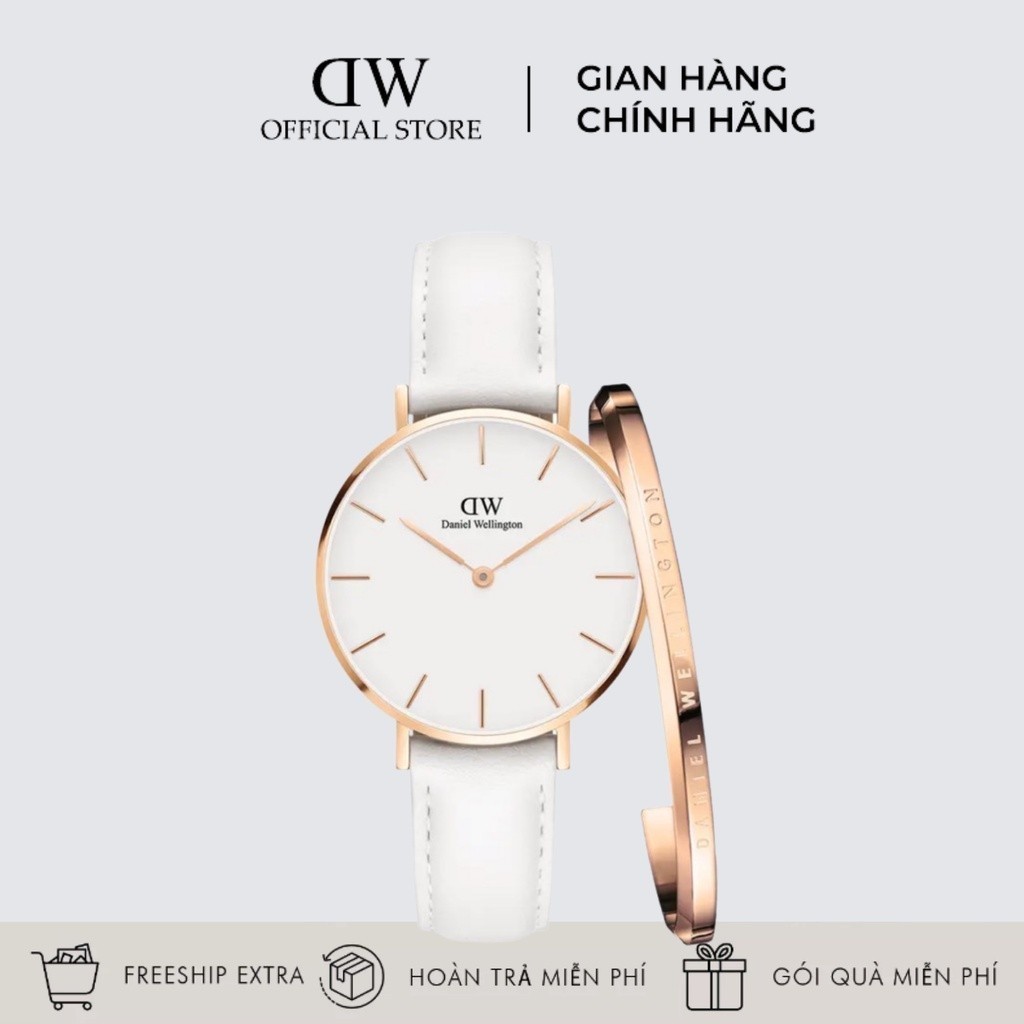 DW
OFFICIAL STORE
GIAN HÀNG
CHÍNH HÃNG
DW
Daniel Wellington
DANIEL WELLINGTON
FREESHIP EXTRA
HOÀN TRẢ MIỄN PHÍ
GÓI QUÀ MIỄN PHÍ